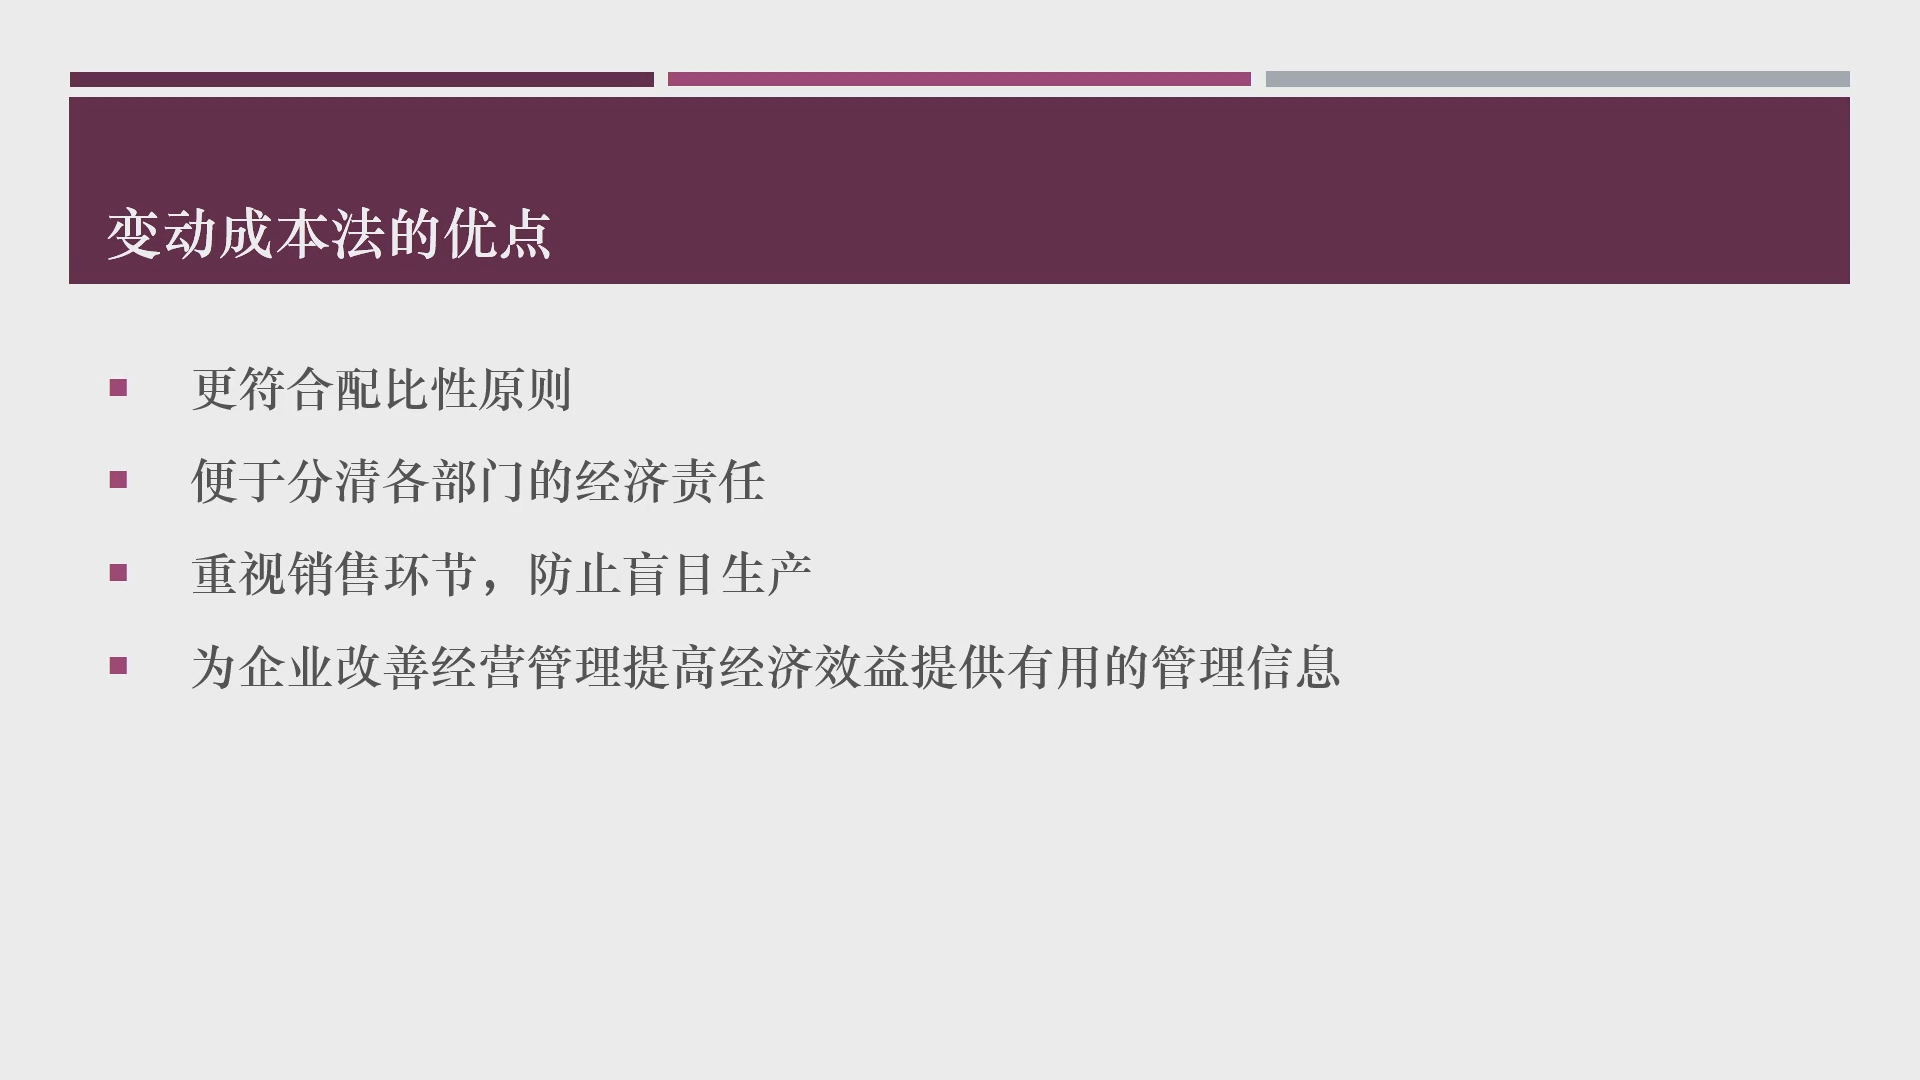 变动成本法的优点
更符合配比性原则
便于分清各部门的经济责任
重视销售环节，防止盲目生产
为企业改善经营管理提高经济效益提供有用的管理信息